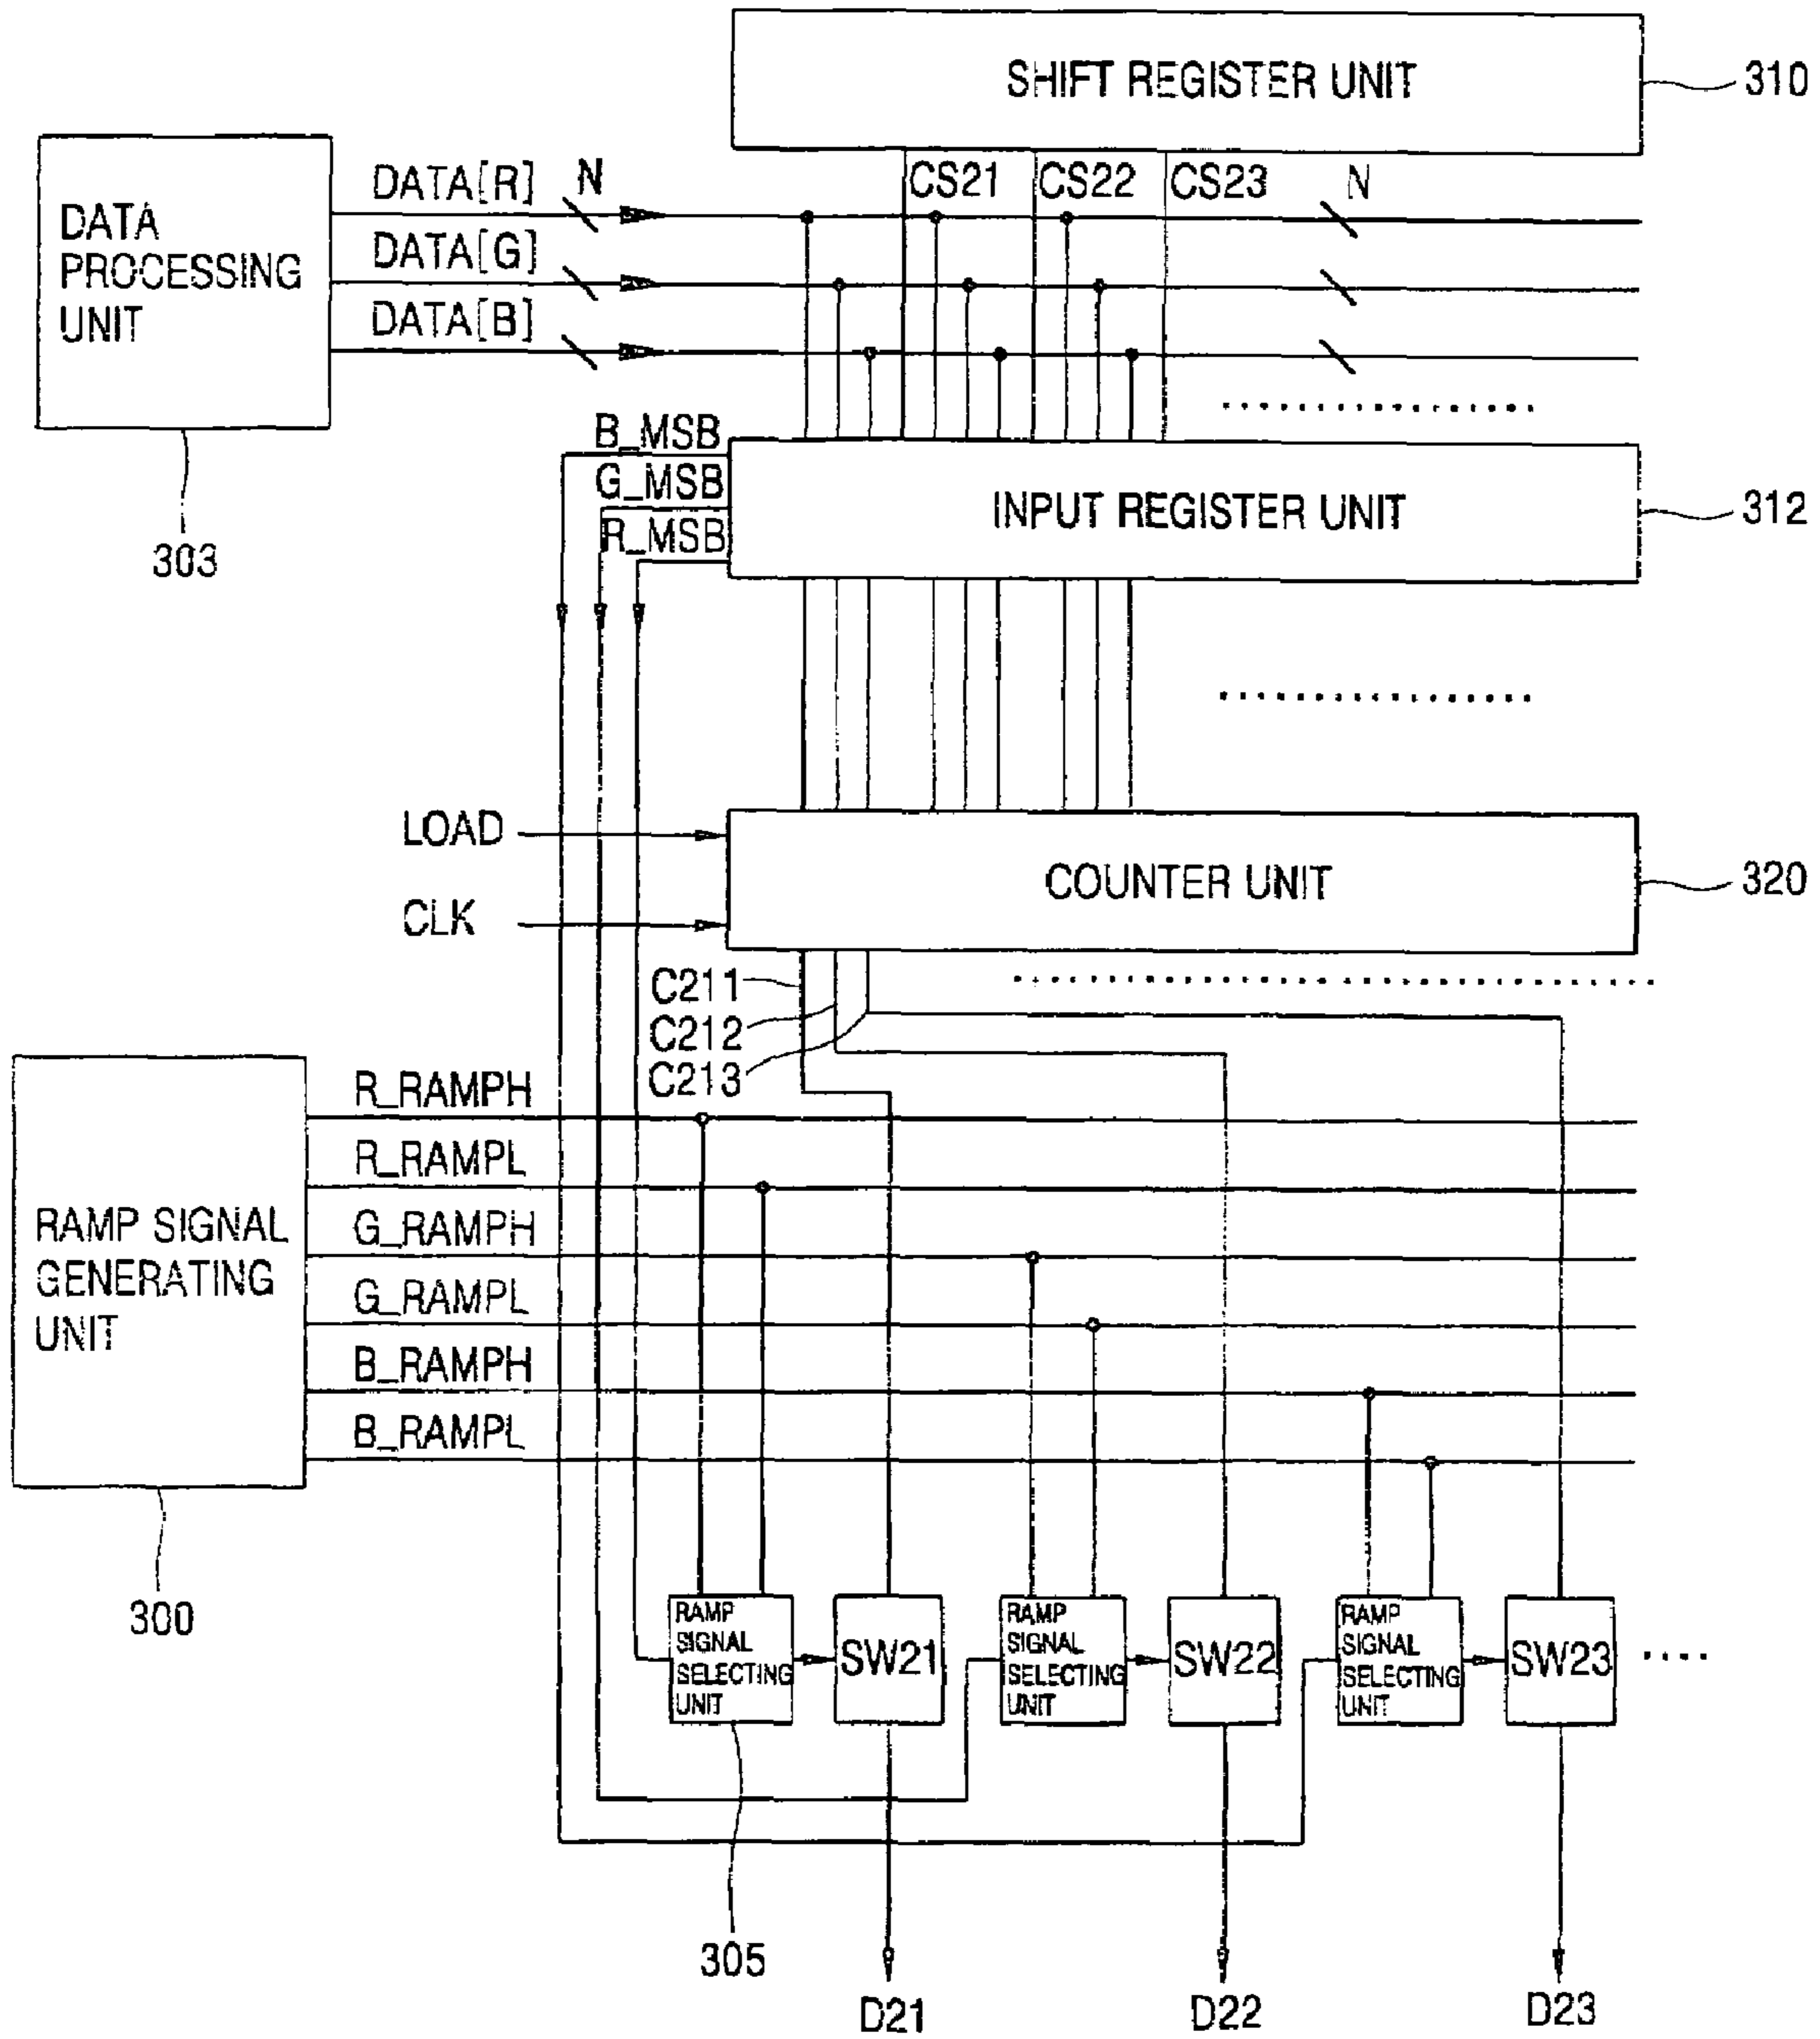 SHIFT REGISTER UNIT
310
DATA
PROCESSING
UNIT
303
DATA[R]
N
DATA[G]
DATA[B]
CS21
CS22
CS23
N
B_MSB
G_MSB
R_MSB
INPUT REGISTER UNIT
312
LOAD
CLK
COUNTER UNIT
320
C211
C212
C213
RAMP SIGNAL
GENERATING
UNIT
300
R_RAMPH
R_RAMPL
G_RAMPH
G_RAMPL
B_RAMPH
B_RAMPL
RAMP
SIGNAL
SELECTING
UNIT
SW21
RAMP
SIGNAL
SELECTING
UNIT
SW22
RAMP
SIGNAL
SELECTING
UNIT
SW23
305
D21
D22
D23